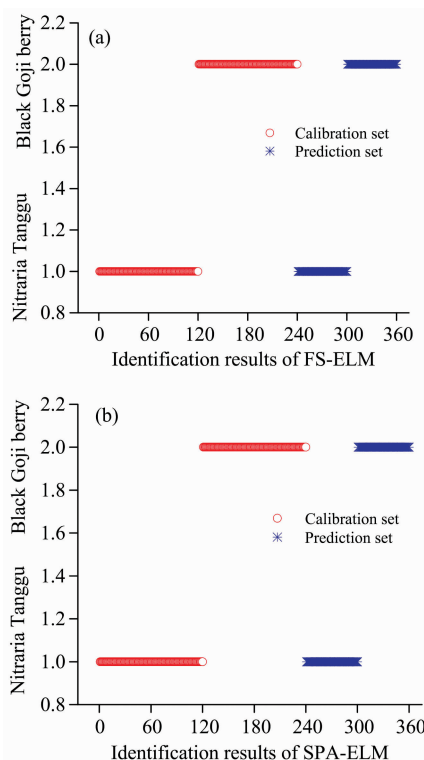 (a)
Black Goji berry
Nitraria Tanggu
2.2
2.0
1.8
1.6
1.4
1.2
1.0
0.8
Calibration set
Prediction set
0 60 120 180 240 300 360
Identification results of FS-ELM
(b)
Black Goji berry
Nitraria Tanggu
2.2
2.0
1.8
1.6
1.4
1.2
1.0
0.8
Calibration set
Prediction set
0 60 120 180 240 300 360
Identification results of SPA-ELM